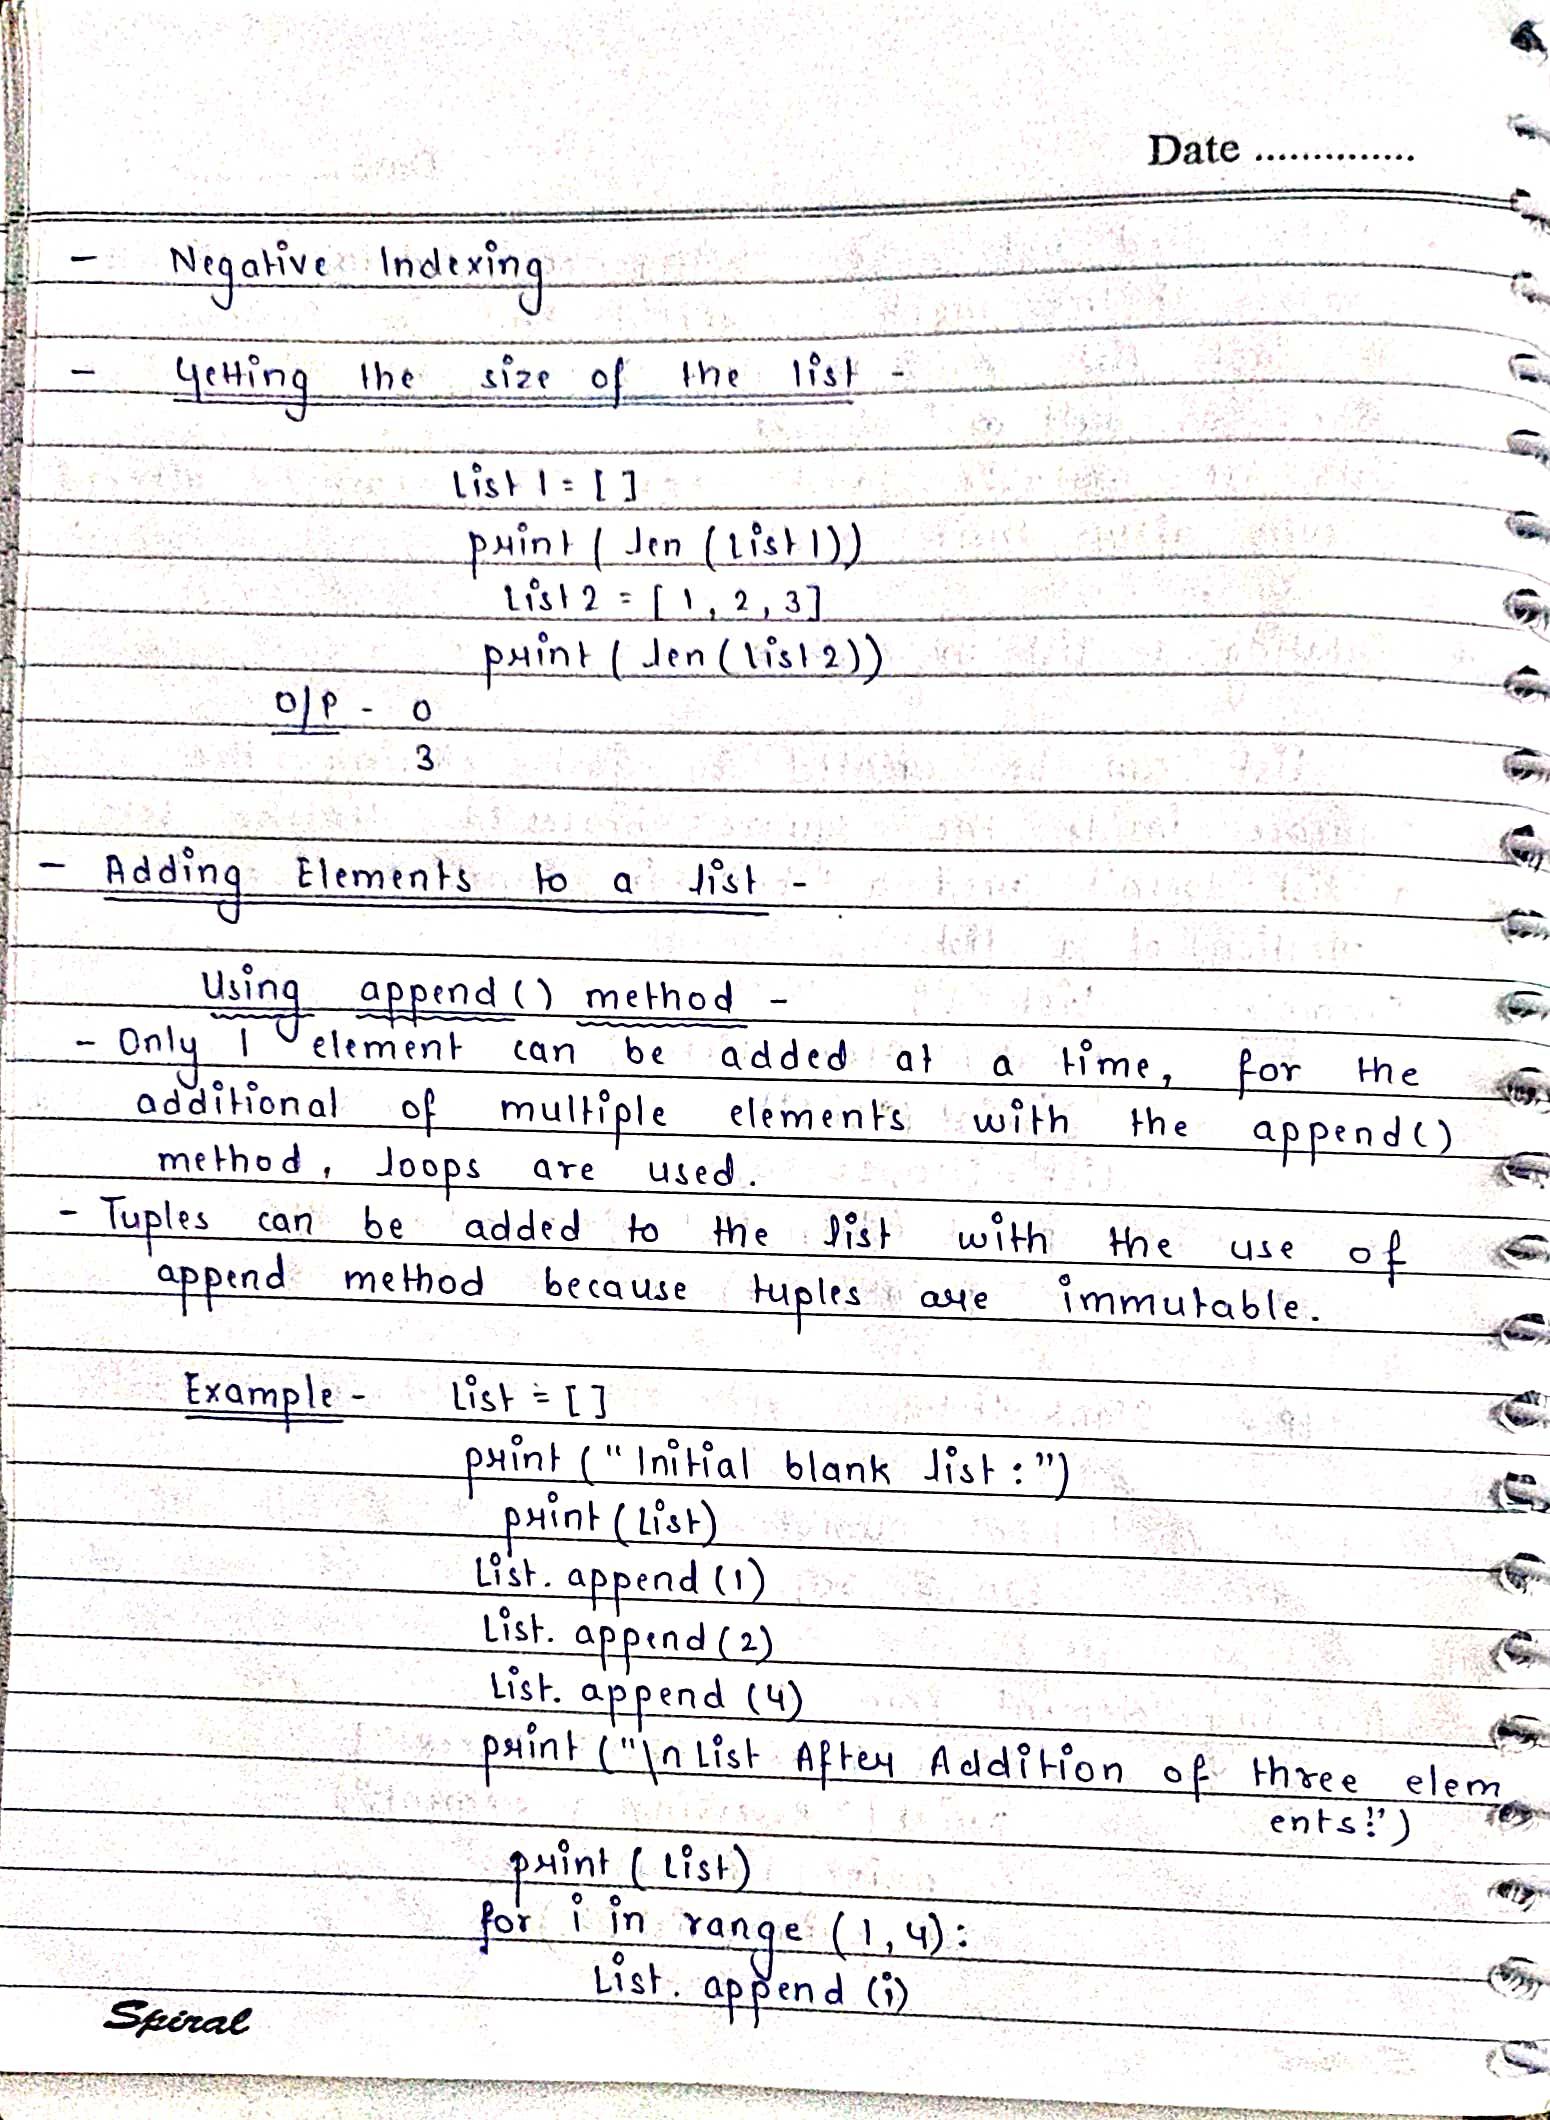 Date ..............
- Negative Indexing
- Getting the size of the list -
List 1 = [ ]
print ( len ( List 1))
List 2 = [ 1, 2, 3]
print ( len ( list 2))
O/P - 0
3
- Adding Elements to a list -
Using append () method -
- Only 1 element can be added at a time, for the
additional of multiple elements with the append()
method, loops are used.
- Tuples can be added to the list with the use of
append method because tuples are immutable.
Example - List = [ ]
print (" Initial blank list : ")
print ( List)
List. append (1)
List. append (2)
List. append (4)
print ("\n List After Addition of three elem
ents:")
print ( List)
for i in range (1,4):
List. append (i)
Spiral